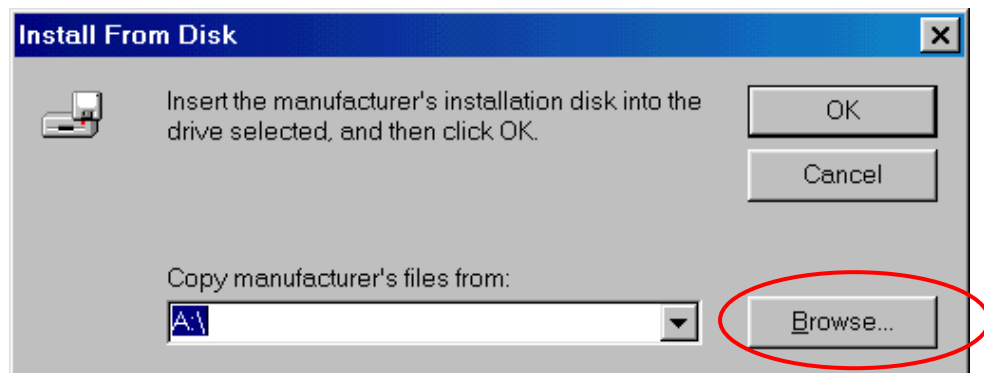 Install From Disk
Insert the manufacturer's installation disk into the
drive selected, and then click OK.
OK
Cancel
Copy manufacturer's files from:
A:\
Browse...